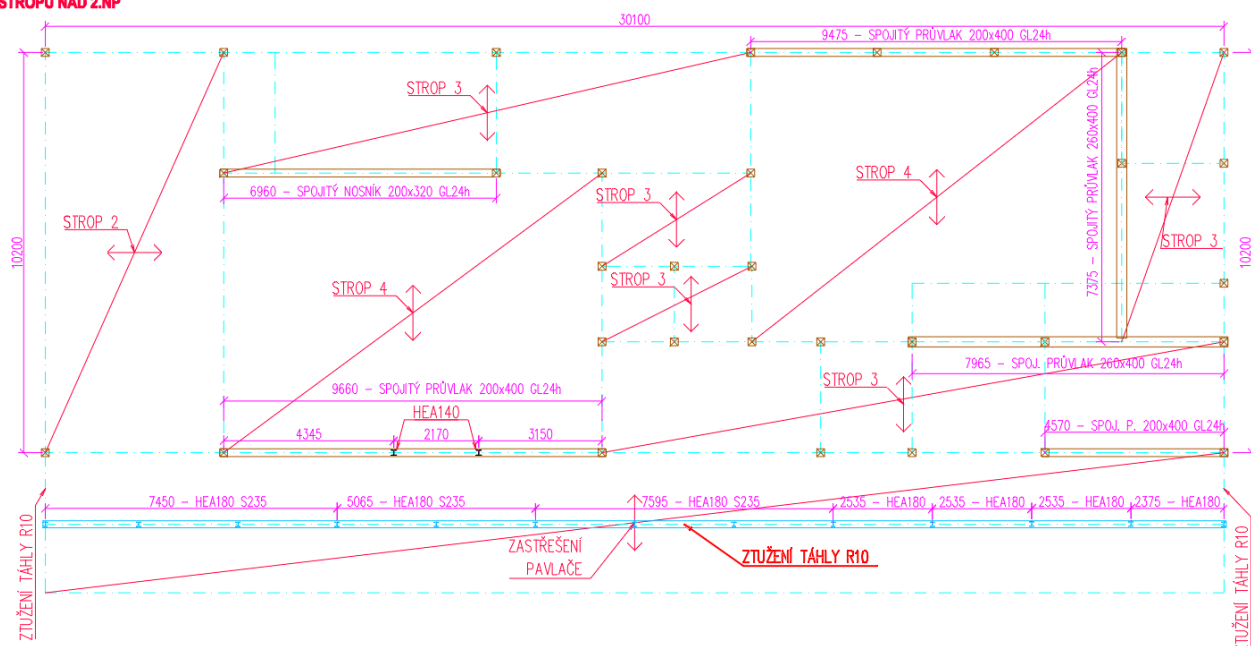 STROPU NAD 2.NP
30100
9475 – SPOJITÝ PRŮVLAK 200x400 GL24h
STROP 3
7375 – SPOJITÝ PRŮVLAK 260x400 GL24h
6960 – SPOJITÝ NOSNÍK 200x320 GL24h
STROP 3
STROP 4
STROP 2
STROP 3
10200
10200
STROP 4
STROP 3
7965 – SPOJ. PRŮVLAK 260x400 GL24h
STROP 3
9660 – SPOJITÝ PRŮVLAK 200x400 GL24h
HEA140
4345
2170
3150
4570 – SPOJ. P. 200x400 GL24h
7450 – HEA180 S235
5065 – HEA180 S235
7595 – HEA180 S235
2535 – HEA180
2535 – HEA180
2535 – HEA180
2375 – HEA180
ZASTŘEŠENÍ
PAVLAČE
ZTUŽENÍ TÁHLY R10
ZTUŽENÍ TÁHLY R10
ZTUŽENÍ TÁHLY R10